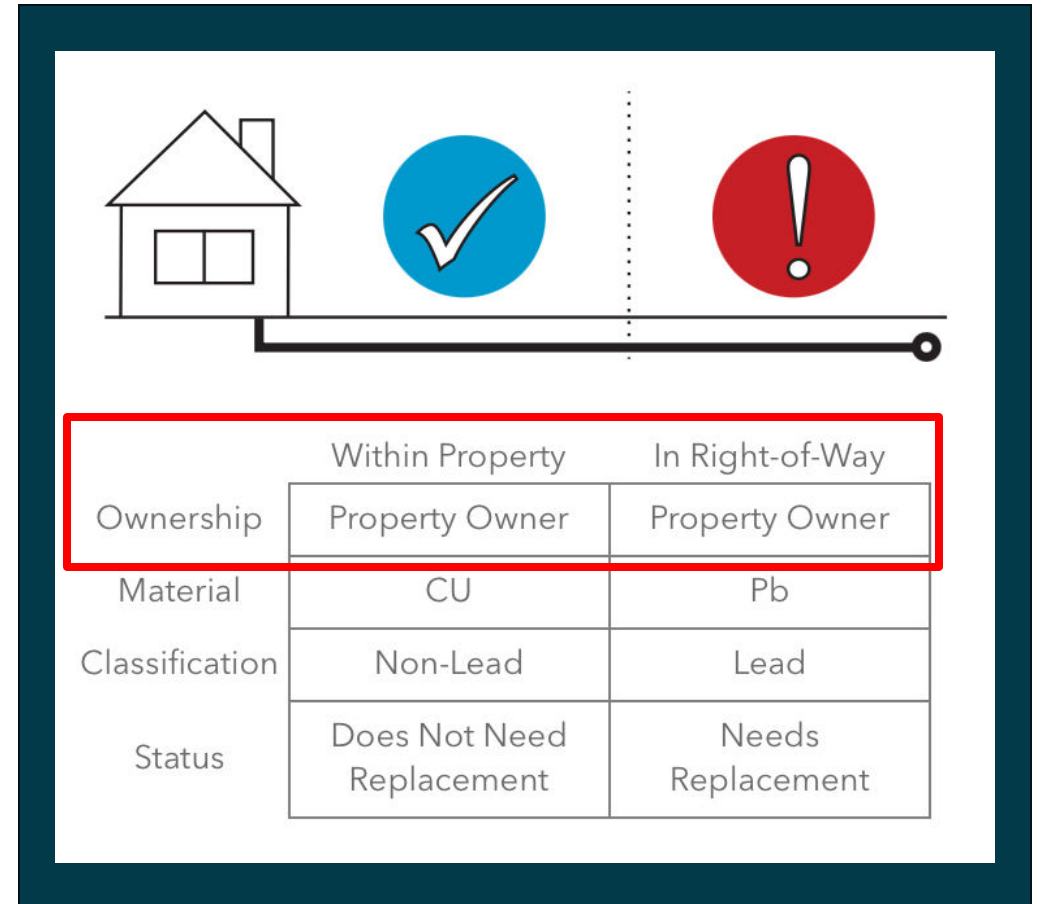 Within Property In Right-of-Way
Ownership Property Owner Property Owner
Material CU Pb
Classification Non-Lead Lead
Status Does Not Need Replacement Needs Replacement